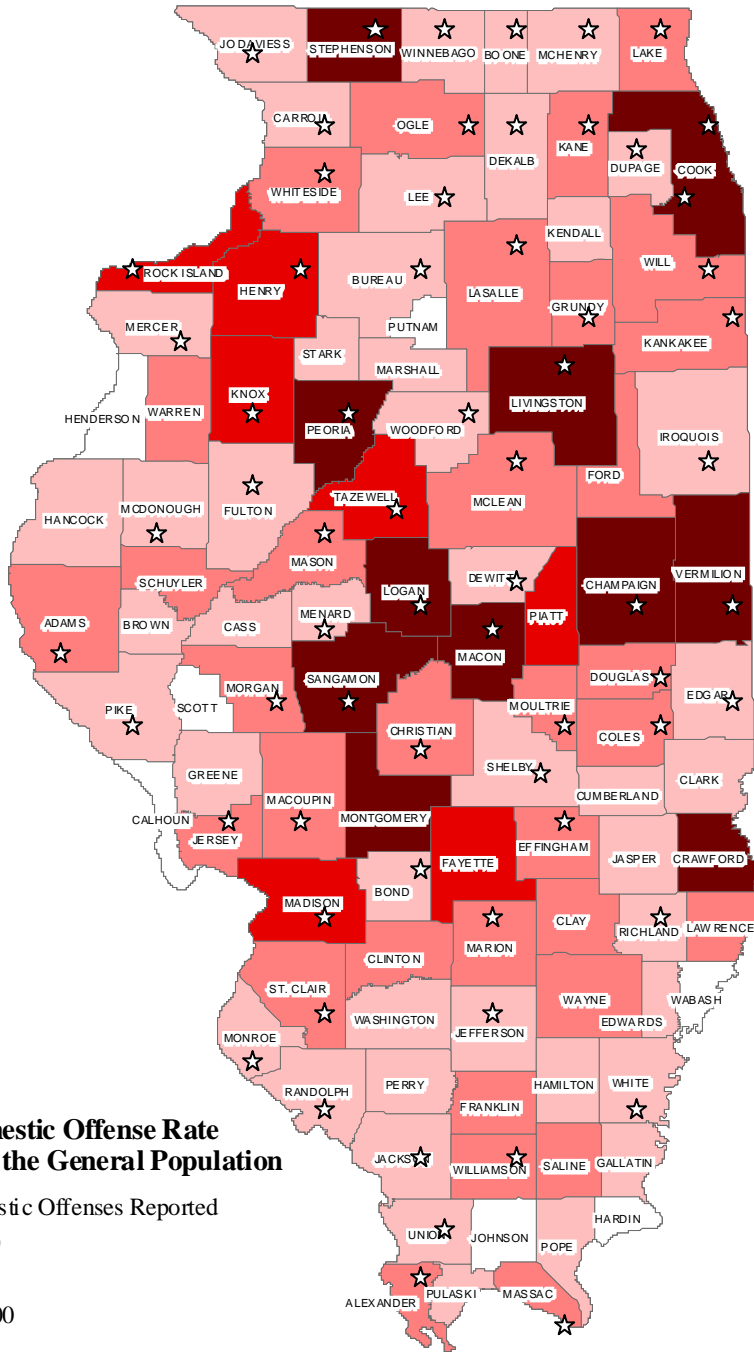 JO DAVIESS
STEPHENSON
WINNEBAGO
BOONE
MCHENRY
LAKE
CARROLL
OGLE
DEKALB
KANE
DUPAGE
COOK
WHITESIDE
LEE
KENDALL
WILL
ROCK ISLAND
HENRY
BUREAU
LASALLE
GRUNDY
MERCER
PUTNAM
KANKAKEE
STARK
MARSHALL
HENDERSON
WARREN
KNOX
PEORIA
WOODFORD
LIVINGSTON
IROQUOIS
FORD
HANCOCK
MCDONOUGH
FULTON
TAZEWELL
MCLEAN
MASON
SCHUYLER
LOGAN
DEWITT
CHAMPAIGN
VERMILION
ADAMS
BROWN
CASS
MENARD
PIATT
MACON
SANGAMON
DOUGLAS
EDGAR
PIKE
SCOTT
MORGAN
CHRISTIAN
MOULTRIE
COLES
GREENE
SHELBY
CUMBERLAND
CLARK
CALHOUN
JERSEY
MACOUPIN
MONTGOMERY
FAYETTE
EFFINGHAM
JASPER
CRAWFORD
MADISON
BOND
CLAY
RICHLAND
LAWRENCE
MARION
CLINTON
ST. CLAIR
WASHINGTON
JEFFERSON
WAYNE
EDWARDS
WABASH
MONROE
RANDOLPH
PERRY
HAMILTON
WHITE
FRANKLIN
JACKSON
WILLIAMSON
SALINE
GALLATIN
UNION
JOHNSON
POPE
HARDIN
ALEXANDER
PULASKI
MASSAC
nestic Offense Rate
the General Population
stic Offenses Reported
00